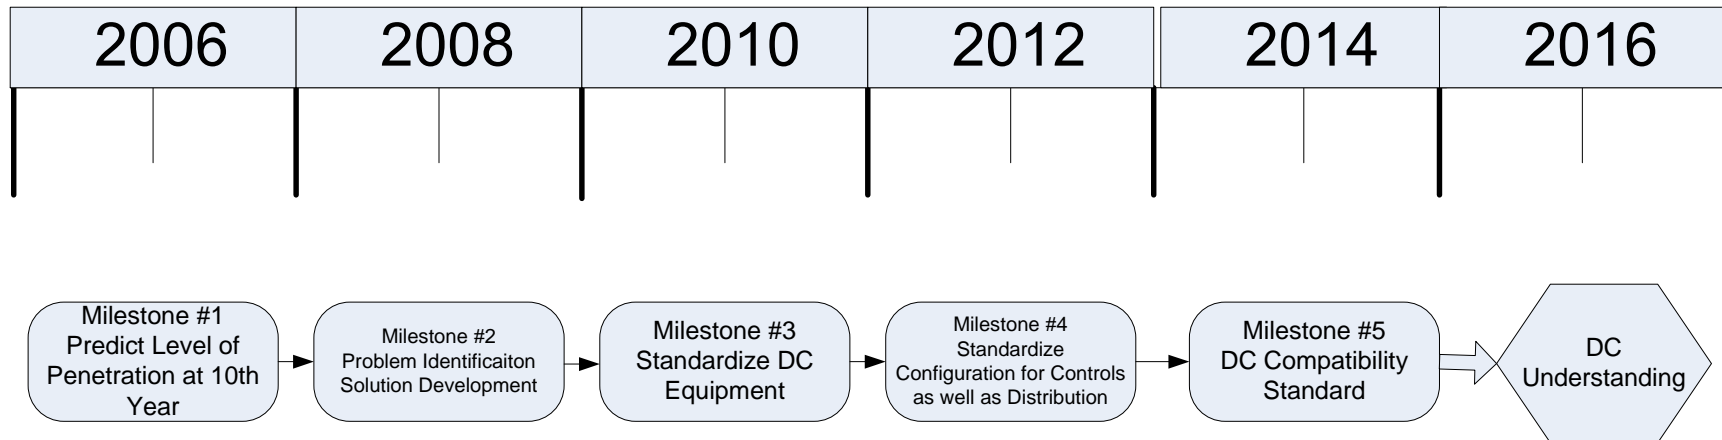 2006
2008
2010
2012
2014
2016
Milestone #1
Predict Level of
Penetration at 10th
Year
Milestone #2
Problem Identificaiton
Solution Development
Milestone #3
Standardize DC
Equipment
Milestone #4
Standardize
Configuration for Controls
as well as Distribution
Milestone #5
DC Compatibility
Standard
DC
Understanding